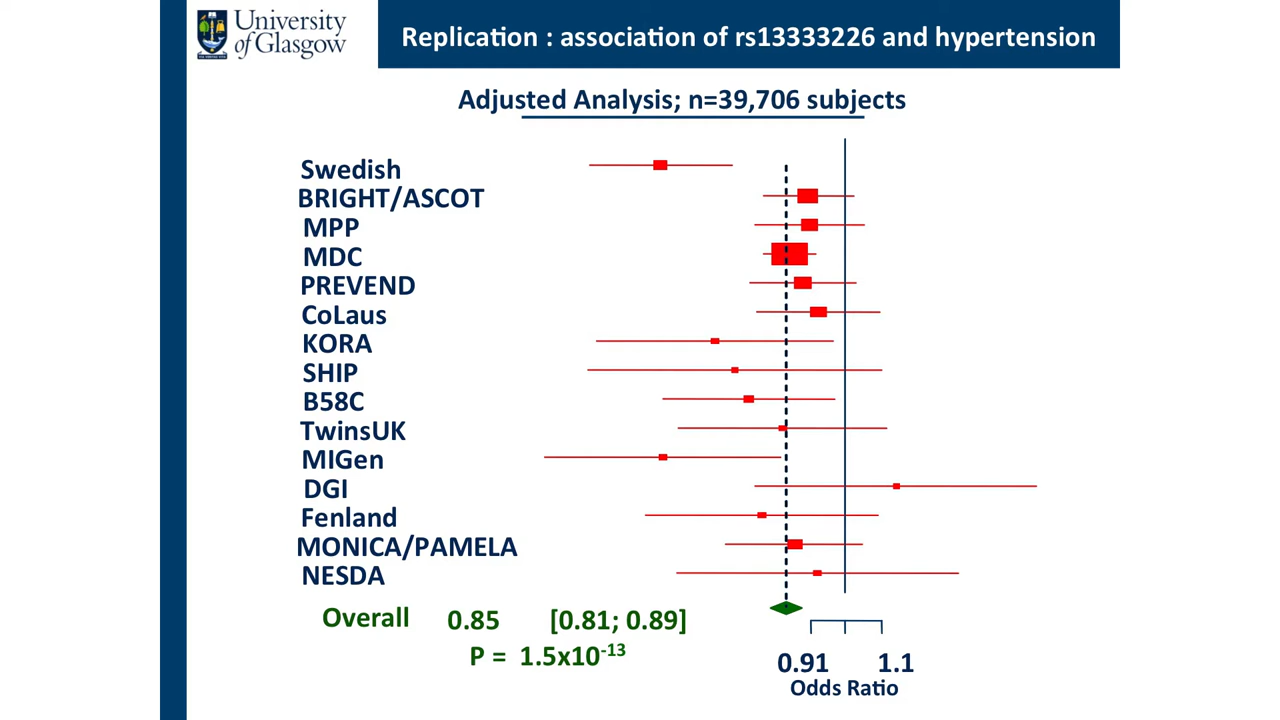 University
of Glasgow
Replication : association of rs13333226 and hypertension
Adjusted Analysis; n=39,706 subjects
Swedish
BRIGHT/ASCOT
MPP
MDC
PREVEND
CoLaus
KORA
SHIP
B58C
TwinsUK
MIGen
DGI
Fenland
MONICA/PAMELA
NESDA
Overall 0.85 [0.81; 0.89]
P = 1.5x10⁻¹³
0.91 1.1
Odds Ratio